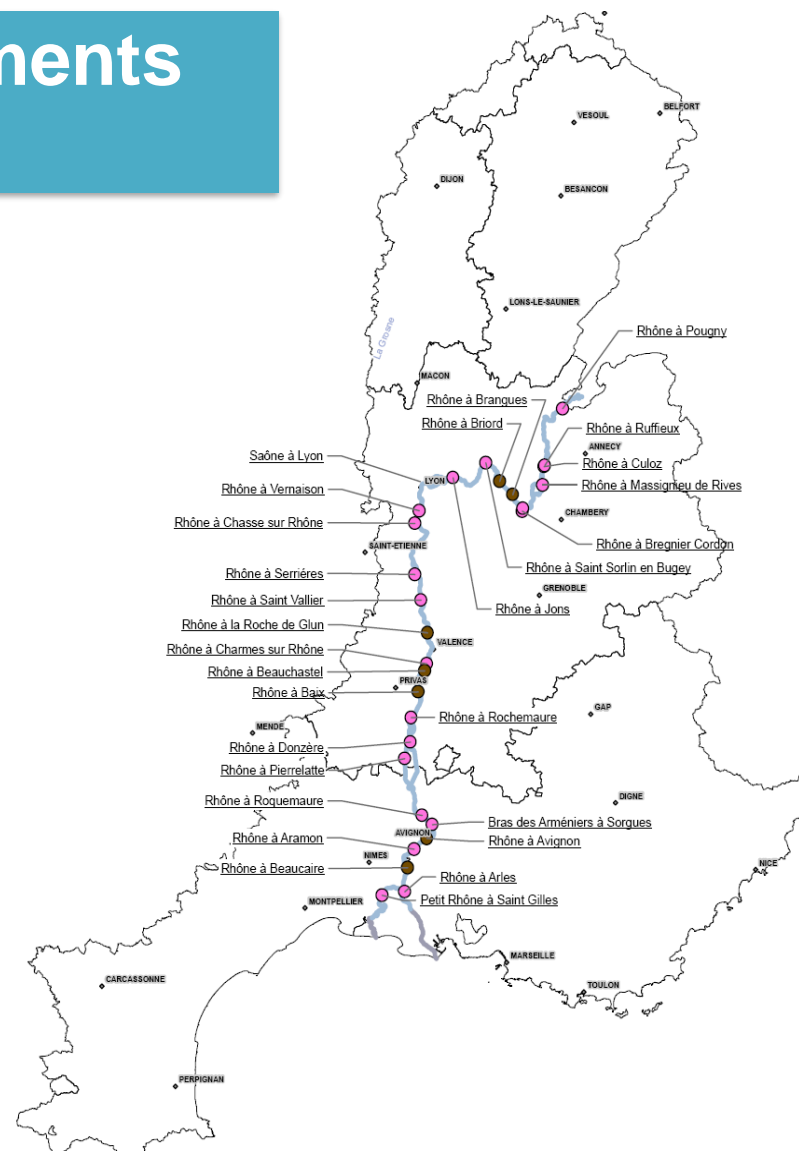 ments
BELFORT
VESOUL
DIJON
BESANCON
LONS-LE-SAUNIER
La Grosne
Rhône à Pougny
MACON
Rhône à Brangues
Rhône à Briord
Rhône à Ruffieux
ANNECY
Saône à Lyon
Rhône à Culoz
LYON
Rhône à Massignieu de Rives
Rhône à Vernaison
CHAMBERY
Rhône à Chasse sur Rhône
SAINT-ETIENNE
Rhône à Bregnier Cordon
Rhône à Saint Sorlin en Bugey
Rhône à Serriéres
GRENOBLE
Rhône à Saint Vallier
Rhône à Jons
Rhône à la Roche de Glun
VALENCE
Rhône à Charmes sur Rhône
Rhône à Beauchastel
PRIVAS
Rhône à Baix
GAP
Rhône à Rochemaure
MENDE
Rhône à Donzère
Rhône à Pierrelatte
DIGNE
Rhône à Roquemaure
Bras des Arméniers à Sorgues
AVIGNON
Rhône à Aramon
Rhône à Avignon
NIMES
NICE
Rhône à Beaucaire
Rhône à Arles
MONTPELLIER
Petit Rhône à Saint Gilles
MARSEILLE
CARCASSONNE
TOULON
PERPIGNAN